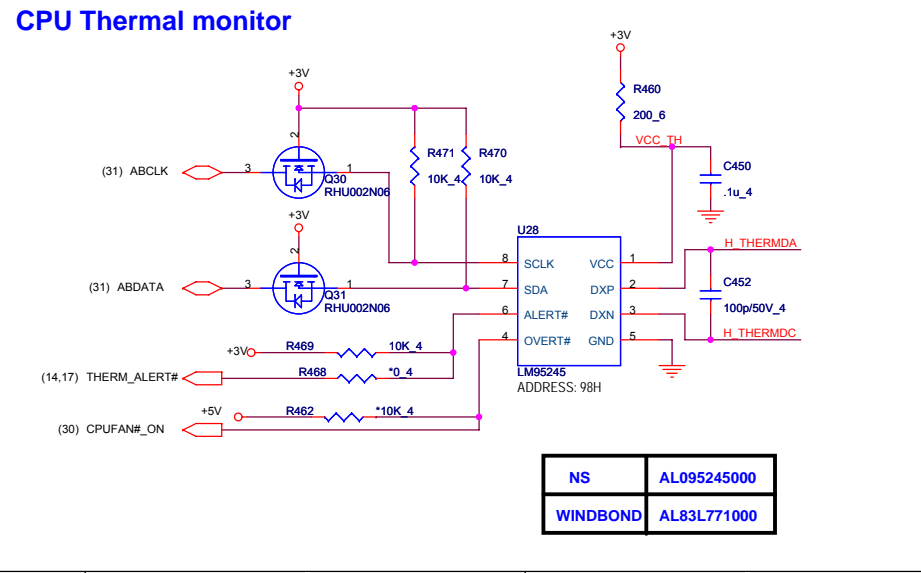 CPU Thermal monitor
+3V
+3V
R460
200_6
VCC_TH
2
(31) ABCLK
3
1
Q30
RHU002N06
R471
10K_4
R470
10K_4
C450
.1u_4
+3V
2
(31) ABDATA
3
1
Q31
RHU002N06
U28
8
SCLK
VCC
1
H_THERMDA
7
SDA
DXP
2
C452
100p/50V_4
6
ALERT#
DXN
3
H_THERMDC
4
OVERT#
GND
5
+3V
R469
10K_4
LM95245
ADDRESS: 98H
(14,17) THERM_ALERT#
R468
*0_4
+5V
R462
*10K_4
(30) CPUFAN#_ON
NS AL095245000
WINDBOND AL83L771000